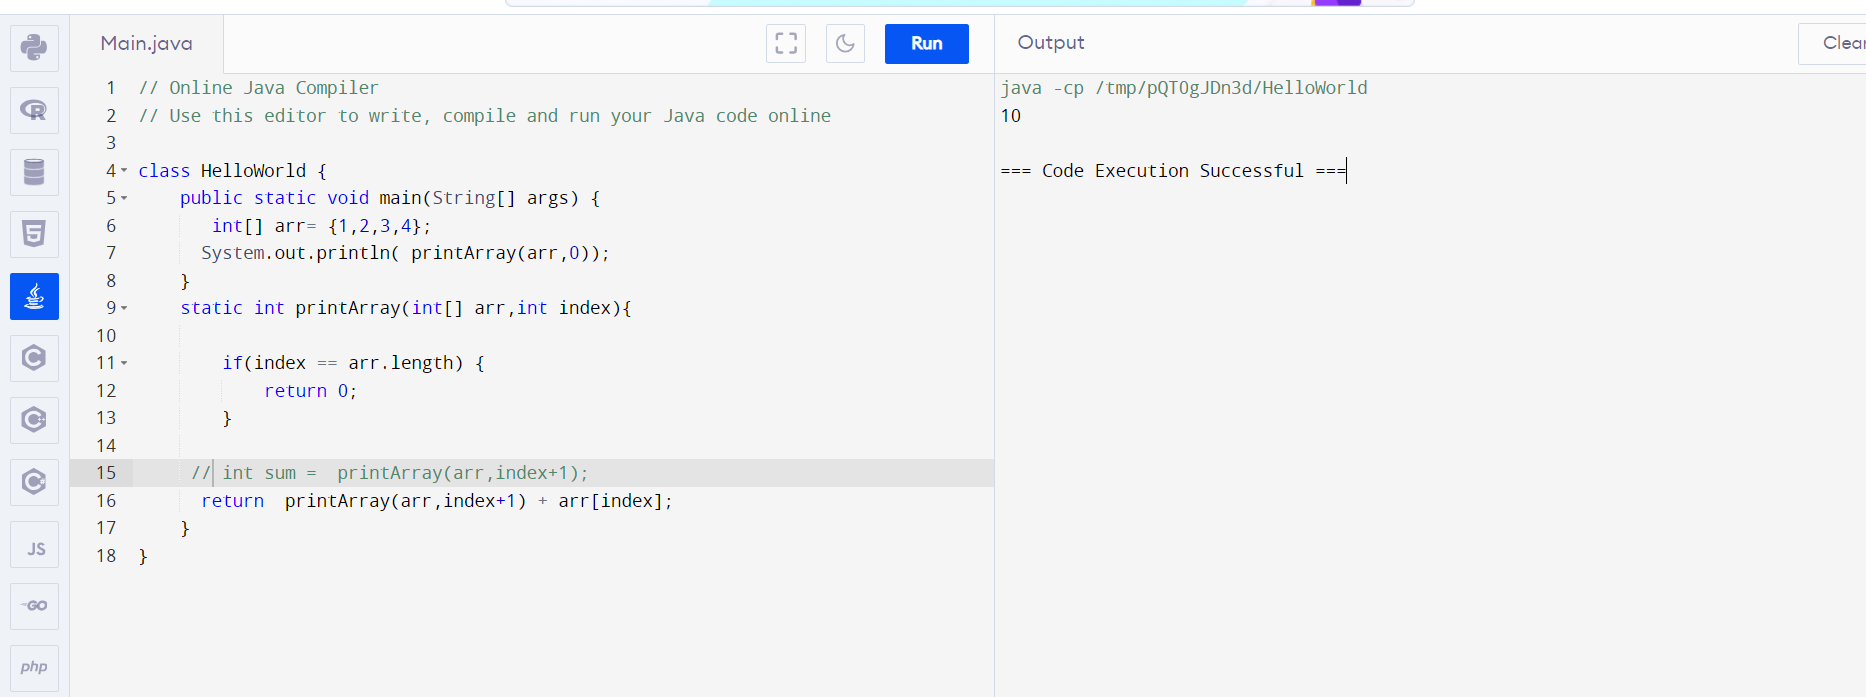 Main.java
Run
Output
Clear
1 // Online Java Compiler
2 // Use this editor to write, compile and run your Java code online
3
4 class HelloWorld {
5 public static void main(String[] args) {
6 int[] arr= {1,2,3,4};
7 System.out.println( printArray(arr,0));
8 }
9 static int printArray(int[] arr,int index){
10
11 if(index == arr.length) {
12 return 0;
13 }
14
15 // int sum =  printArray(arr,index+1);
16 return  printArray(arr,index+1) + arr[index];
17 }
18 }
java -cp /tmp/pQT0gJDn3d/HelloWorld
10
=== Code Execution Successful ===
R
5
C
C
C
JS
GO
php